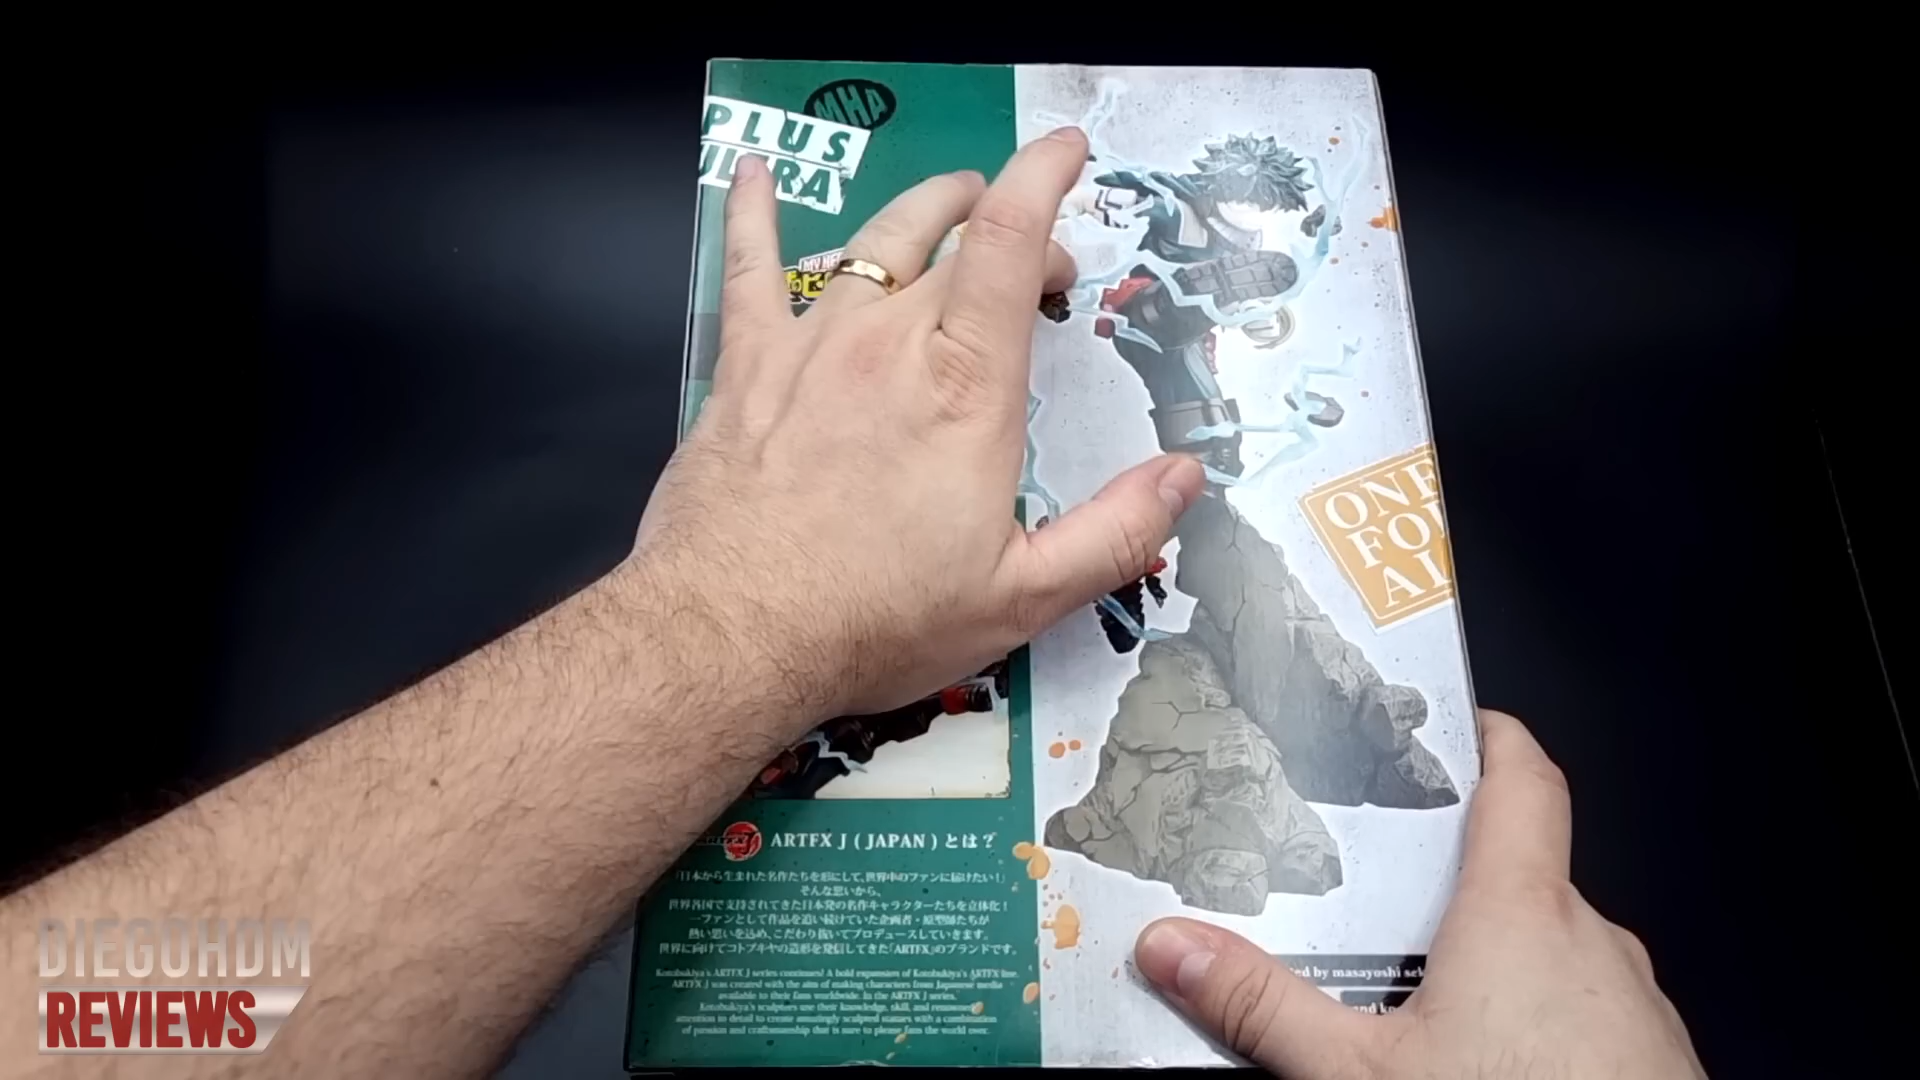 MHA
PLUS
ULTRA
MY HE
ONE
FO
AL
ARTFX J ( JAPAN ) とは?
「日本から生まれた名作たちを形にして、世界中のファンに届けたい!」
そんな思いから、
世界各国で支持されてきた日本発の名作キャラクターたちを立体化!
一ファンとして作品を追い続けていた企画者・原型師たちが
熱い思いを込め、こだわり抜いてプロデュースしていきます。
世界に向けてコトブキヤの造形を発信してきた「ARTFX」のブランドです。
Kotobukiya's ARTFX J series continues! A bold expansion of Kotobukiya's ARTFX line.
ARTFX J was created with the aim of making characters from Japanese media
available to their fans worldwide. In the ARTFX J series,
Kotobukiya's sculptors use their knowledge, skill, and renowned
attention to detail to create amazingly sculpted statues with a combination
of passion and craftsmanship that is sure to please fans the world over.
ted by masayoshi sek
and ko
DIEGOHDM
REVIEWS